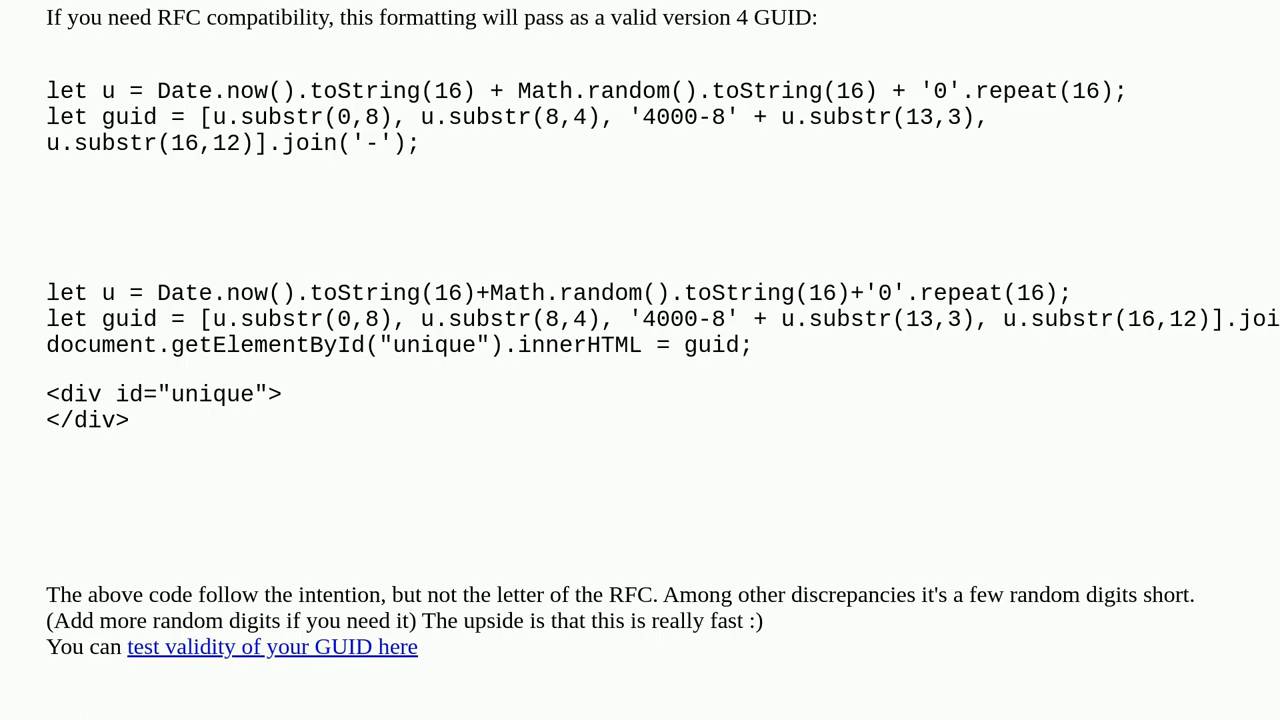 If you need RFC compatibility, this formatting will pass as a valid version 4 GUID:
let u = Date.now().toString(16) + Math.random().toString(16) + '0'.repeat(16);
let guid = [u.substr(0,8), u.substr(8,4), '4000-8' + u.substr(13,3),
u.substr(16,12)].join('-');
let u = Date.now().toString(16)+Math.random().toString(16)+'0'.repeat(16);
let guid = [u.substr(0,8), u.substr(8,4), '4000-8' + u.substr(13,3), u.substr(16,12)].joi
document.getElementById("unique").innerHTML = guid;
<div id="unique">
</div>
The above code follow the intention, but not the letter of the RFC. Among other discrepancies it's a few random digits short.
(Add more random digits if you need it) The upside is that this is really fast :)
You can test validity of your GUID here